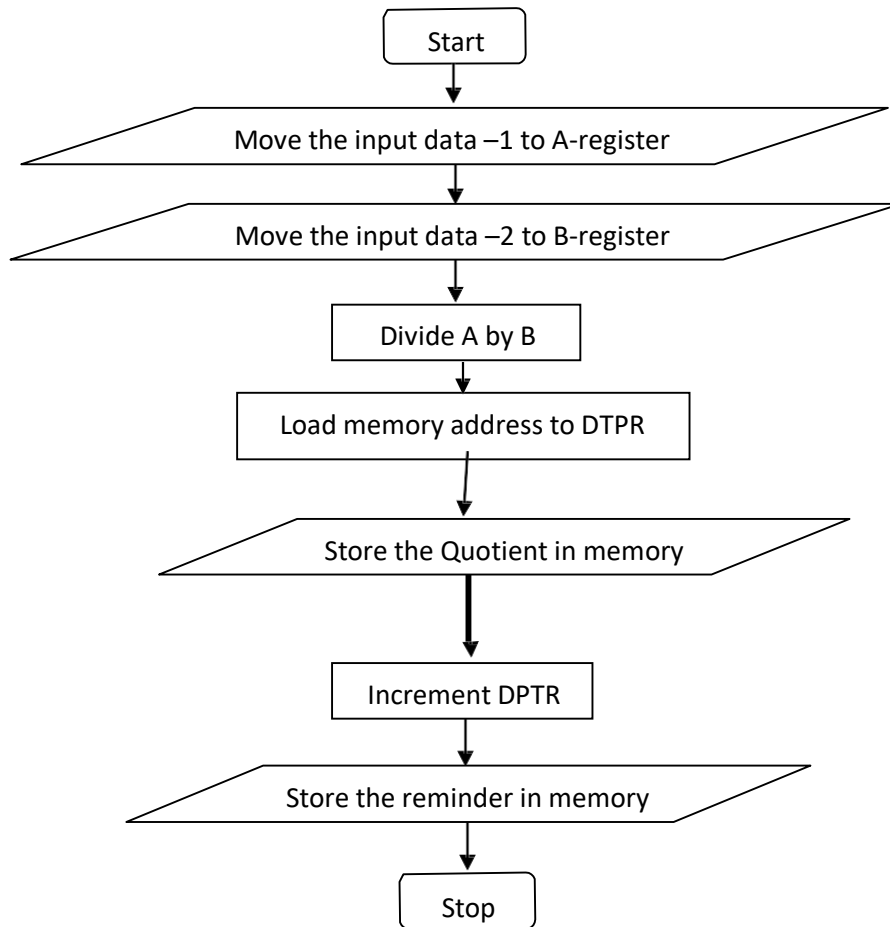 Start
Move the input data –1 to A-register
Move the input data –2 to B-register
Divide A by B
Load memory address to DTPR
Store the Quotient in memory
Increment DPTR
Store the reminder in memory
Stop